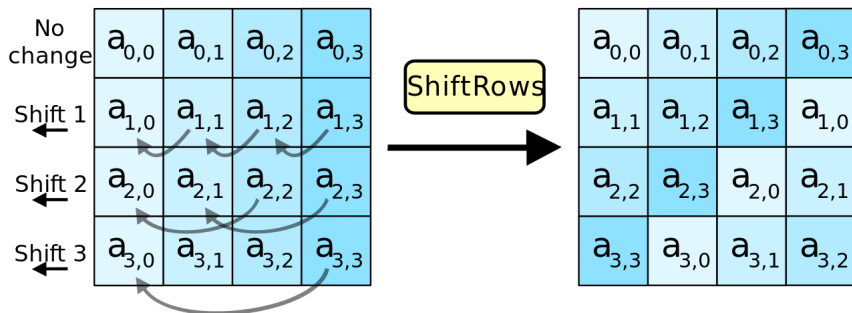 No
change
a0,0 a0,1 a0,2 a0,3
ShiftRows
a0,0 a0,1 a0,2 a0,3
Shift 1
a1,0 a1,1 a1,2 a1,3
a1,1 a1,2 a1,3 a1,0
Shift 2
a2,0 a2,1 a2,2 a2,3
a2,2 a2,3 a2,0 a2,1
Shift 3
a3,0 a3,1 a3,2 a3,3
a3,3 a3,0 a3,1 a3,2